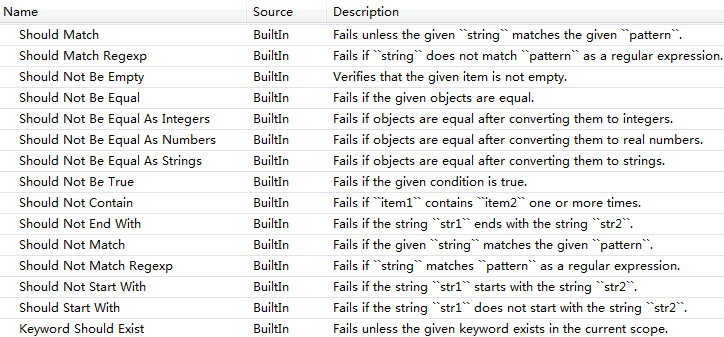 Name Source Description
Should Match BuiltIn Fails unless the given ``string`` matches the given ``pattern``.
Should Match Regexp BuiltIn Fails if ``string`` does not match ``pattern`` as a regular expression.
Should Not Be Empty BuiltIn Verifies that the given item is not empty.
Should Not Be Equal BuiltIn Fails if the given objects are equal.
Should Not Be Equal As Integers BuiltIn Fails if objects are equal after converting them to integers.
Should Not Be Equal As Numbers BuiltIn Fails if objects are equal after converting them to real numbers.
Should Not Be Equal As Strings BuiltIn Fails if objects are equal after converting them to strings.
Should Not Be True BuiltIn Fails if the given condition is true.
Should Not Contain BuiltIn Fails if ``item1`` contains ``item2`` one or more times.
Should Not End With BuiltIn Fails if the string ``str1`` ends with the string ``str2``.
Should Not Match BuiltIn Fails if the given ``string`` matches the given ``pattern``.
Should Not Match Regexp BuiltIn Fails if ``string`` matches ``pattern`` as a regular expression.
Should Not Start With BuiltIn Fails if the string ``str1`` starts with the string ``str2``.
Should Start With BuiltIn Fails if the string ``str1`` does not start with the string ``str2``.
Keyword Should Exist BuiltIn Fails unless the given keyword exists in the current scope.